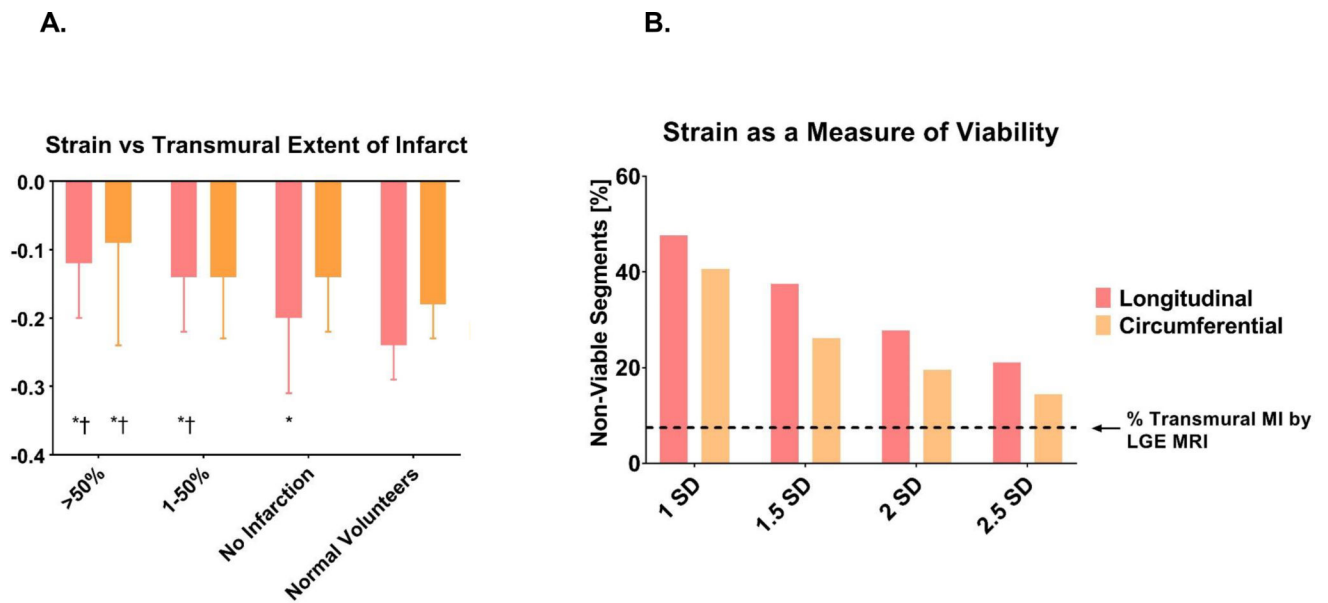 A.
B.
Strain vs Transmural Extent of Infarct
0.0
-0.1
-0.2
-0.3
-0.4
*† *† *† *
>50%
1-50%
No Infarction
Normal Volunteers
Strain as a Measure of Viability
Non-Viable Segments [%]
60
40
20
0
1 SD
1.5 SD
2 SD
2.5 SD
Longitudinal
Circumferential
% Transmural MI by
LGE MRI